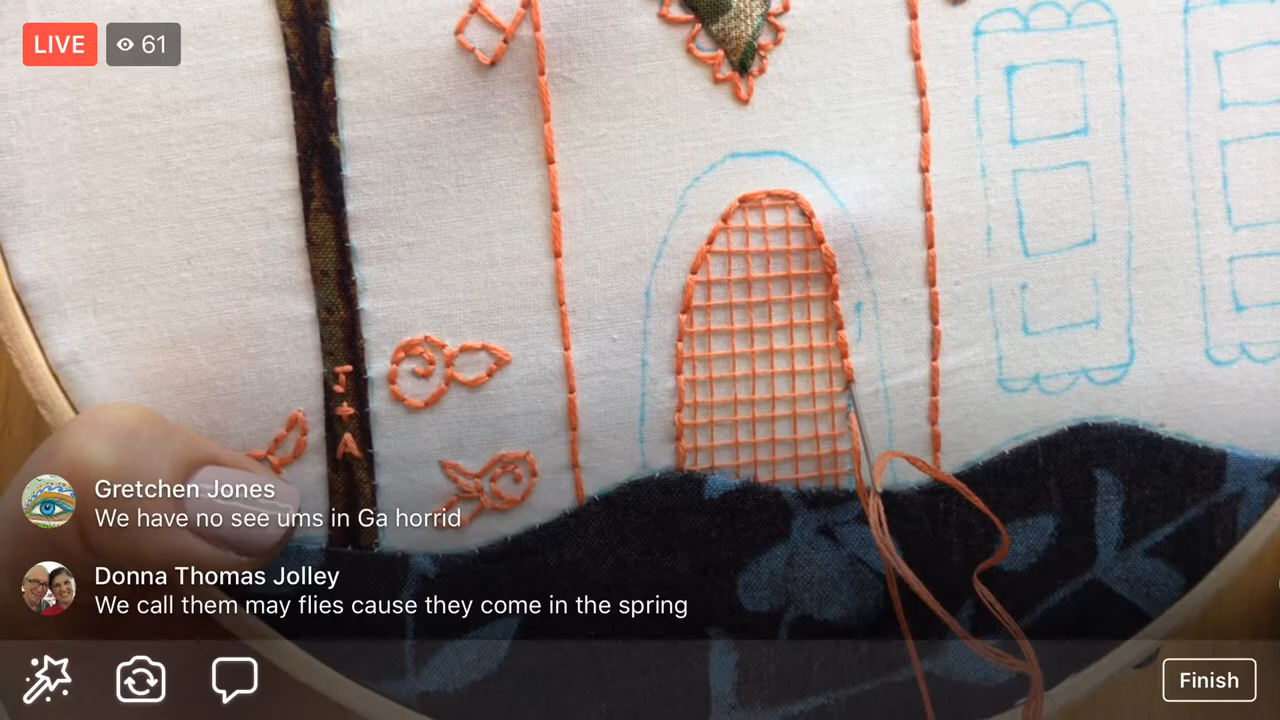 LIVE
61
J
+
A
Gretchen Jones
We have no see ums in Ga horrid
Donna Thomas Jolley
We call them may flies cause they come in the spring
Finish